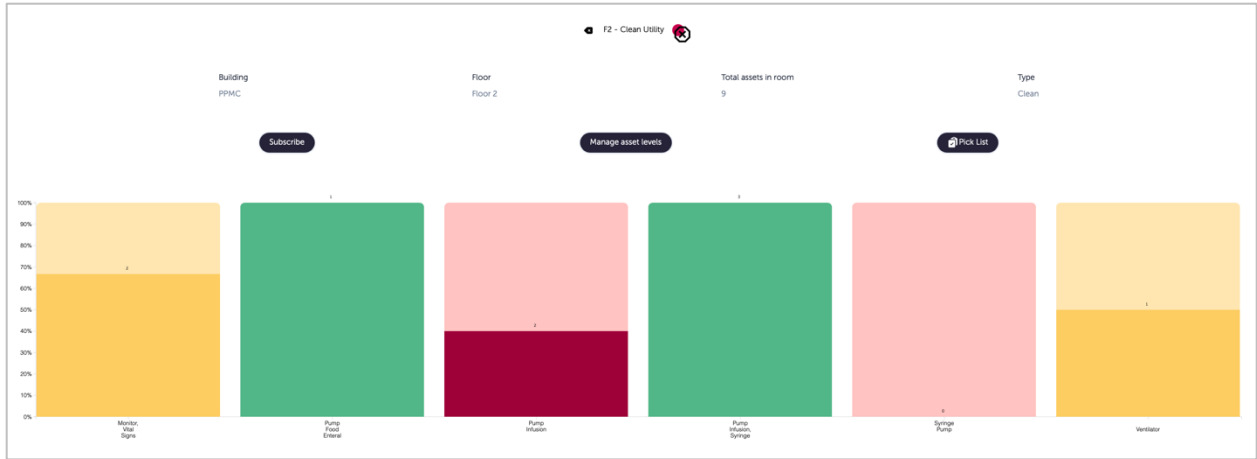 F2 - Clean Utility
Building Floor Total assets in room Type
PPMC Floor 2 9 Clean
Subscribe Manage asset levels Pick List
100%
90%
80%
70%
60%
50%
40%
30%
20%
10%
0%
2
2
1
0
Monitor,
Vital
Signs
Pump
Food
Enteral
Pump
Infusion
Pump
Infusion,
Syringe
Syringe
Pump
Ventilator